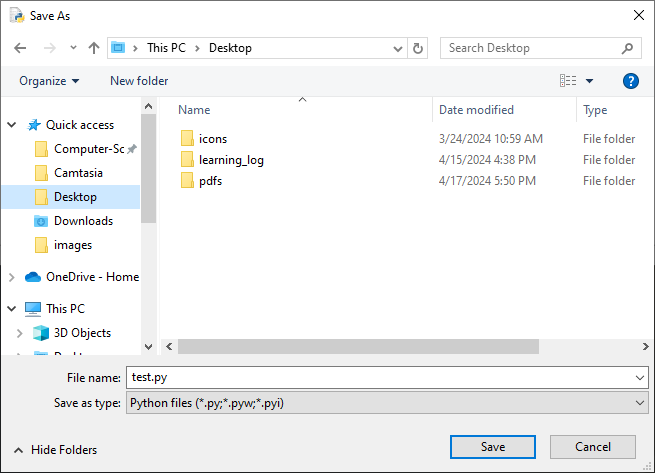 Save As
This PC > Desktop
Search Desktop
Organize
New folder
Quick access
Computer-Sc
Camtasia
Desktop
Downloads
images
OneDrive - Home
This PC
3D Objects
Name Date modified Type
icons 3/24/2024 10:59 AM File folder
learning_log 4/15/2024 4:38 PM File folder
pdfs 4/17/2024 5:50 PM File folder
File name: test.py
Save as type: Python files (*.py;*.pyw;*.pyi)
Hide Folders
Save
Cancel